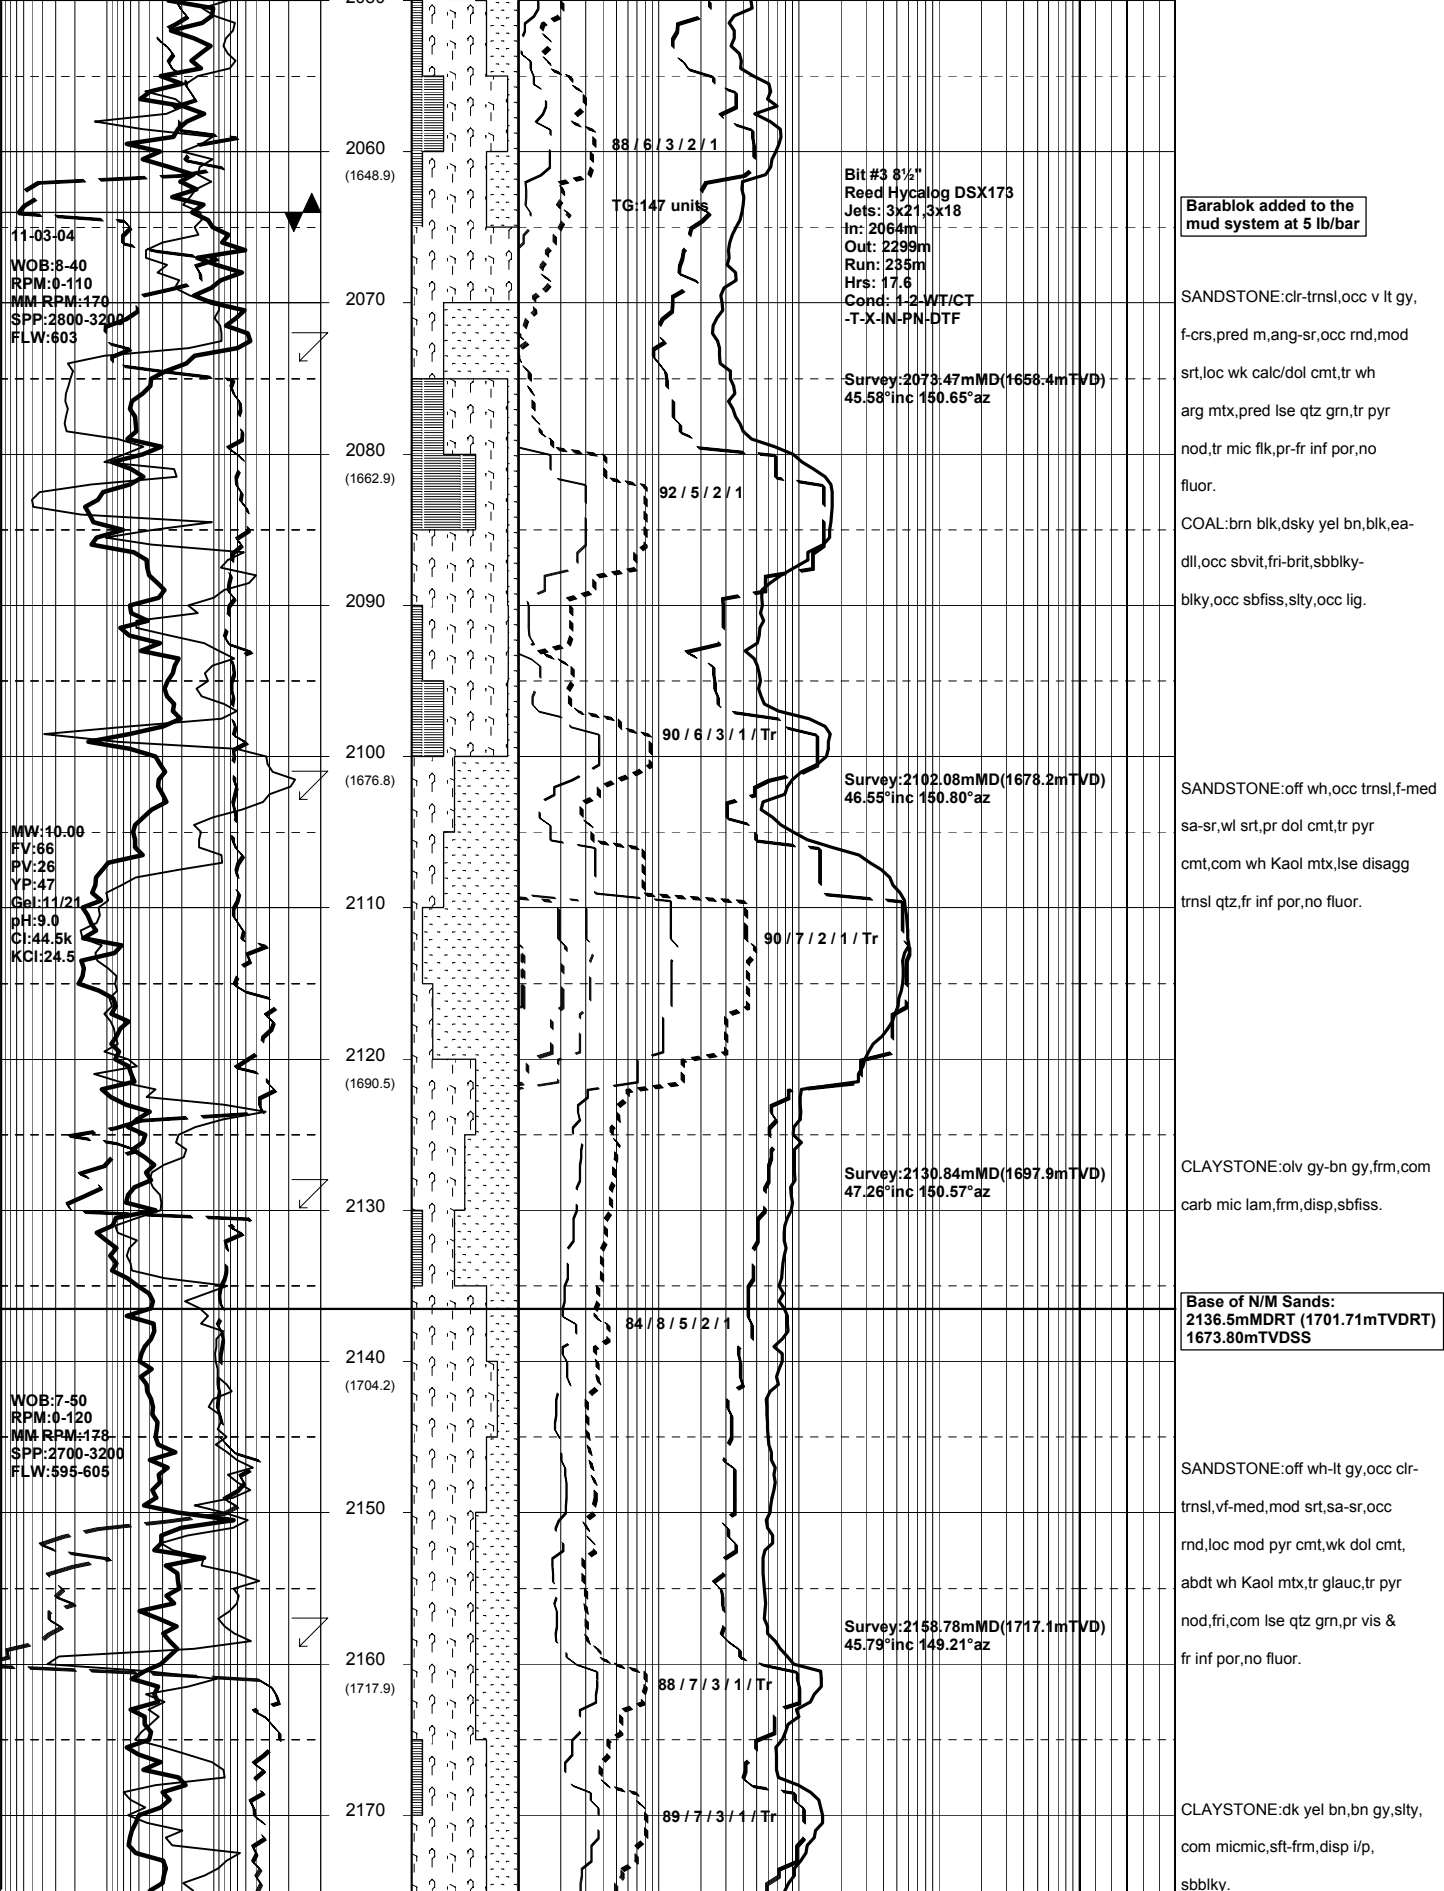 2060
(1648.9)
2070
2080
(1662.9)
2090
2100
(1676.8)
2110
2120
(1690.5)
2130
2140
(1704.2)
2150
2160
(1717.9)
2170
11-03-04
WOB:8-40
RPM:0-110
MM RPM:170
SPP:2800-3200
FLW:603
MW:10.00
FV:66
PV:26
YP:47
Gel:11/21
pH:9.0
Cl:44.5k
KCl:24.5
WOB:7-50
RPM:0-120
MM RPM:178
SPP:2700-3200
FLW:595-605
88 / 6 / 3 / 2 / 1
TG:147 units
92 / 5 / 2 / 1
90 / 6 / 3 / 1 / Tr
90 / 7 / 2 / 1 / Tr
84 / 8 / 5 / 2 / 1
88 / 7 / 3 / 1 / Tr
89 / 7 / 3 / 1 / Tr
Bit #3 8½"
Reed Hycalog DSX173
Jets: 3x21,3x18
In: 2064m
Out: 2299m
Run: 235m
Hrs: 17.6
Cond: 1-2-WT/CT
-T-X-IN-PN-DTF
Survey:2073.47mMD(1658.4mTVD)
45.58°inc 150.65°az
Survey:2102.08mMD(1678.2mTVD)
46.55°inc 150.80°az
Survey:2130.84mMD(1697.9mTVD)
47.26°inc 150.57°az
Survey:2158.78mMD(1717.1mTVD)
45.79°inc 149.21°az
Barablok added to the
mud system at 5 lb/bar
SANDSTONE:clr-trnsl,occ v lt gy,
f-crs,pred m,ang-sr,occ rnd,mod
srt,loc wk calc/dol cmt,tr wh
arg mtx,pred lse qtz grn,tr pyr
nod,tr mic flk,pr-fr inf por,no
fluor.
COAL:brn blk,dsky yel bn,blk,ea-
dll,occ sbvit,fri-brit,sbblky-
blky,occ sbfiss,slty,occ lig.
SANDSTONE:off wh,occ trnsl,f-med
sa-sr,wl srt,pr dol cmt,tr pyr
cmt,com wh Kaol mtx,lse disagg
trnsl qtz,fr inf por,no fluor.
CLAYSTONE:olv gy-bn gy,frm,com
carb mic lam,frm,disp,sbfiss.
Base of N/M Sands:
2136.5mMDRT (1701.71mTVDRT)
1673.80mTVDSS
SANDSTONE:off wh-lt gy,occ clr-
trnsl,vf-med,mod srt,sa-sr,occ
rnd,loc mod pyr cmt,wk dol cmt,
abdt wh Kaol mtx,tr glauc,tr pyr
nod,fri,com lse qtz grn,pr vis &
fr inf por,no fluor.
CLAYSTONE:dk yel bn,bn gy,slty,
com micmic,sft-frm,disp i/p,
sbblky.